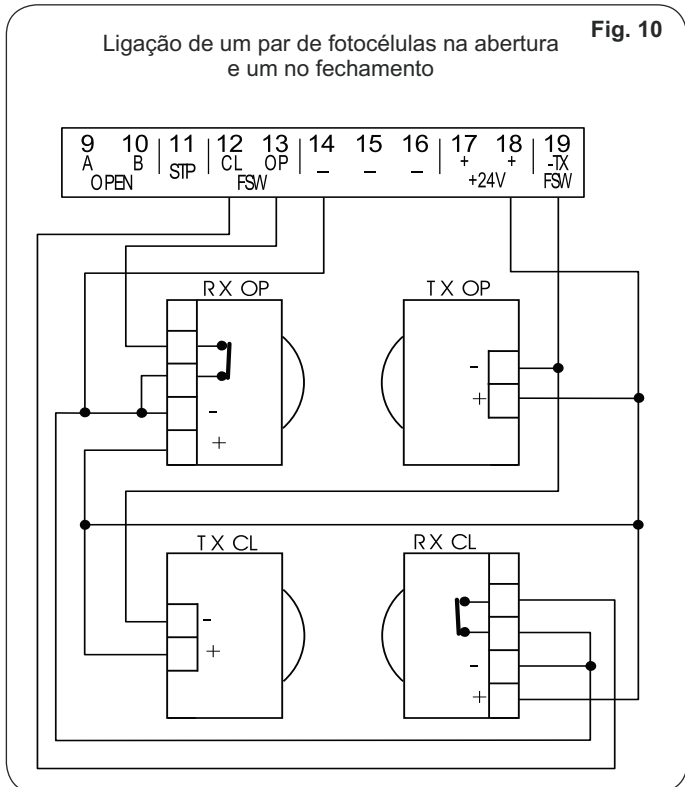 Fig. 10
Ligação de um par de fotocélulas na abertura
e um no fechamento
9 10 11 12 13 14 15 16 17 18 19
A B STP CL OP - - - + + -TX
OPEN FSW +24V FSW
RX OP TX OP
-
+
-
+
TX CL RX CL
-
+
-
+